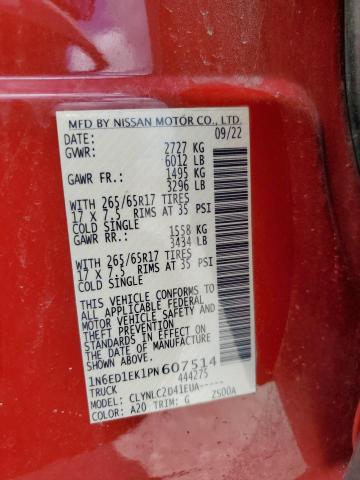 MFD BY NISSAN MOTOR CO., LTD.
DATE: 09/22
GVWR: 2727 KG
6012 LB
GAWR FR.: 1495 KG
3296 LB
WITH 265/65R17 TIRES
17 X 7.5 RIMS AT 35 PSI
COLD SINGLE
GAWR RR.: 1558 KG
3434 LB
WITH 265/65R17 TIRES
17 X 7.5 RIMS AT 35 PSI
COLD SINGLE
THIS VEHICLE CONFORMS TO
ALL APPLICABLE FEDERAL
MOTOR VEHICLE SAFETY AND
THEFT PREVENTION
STANDARDS IN EFFECT ON
THE DATE OF MANUFACTURE
SHOWN ABOVE.
1N6ED1EK1PN607514
TRUCK 444275
MODEL: CLYNLC2D41EUA-----
COLOR: A20 TRIM: G 2500A